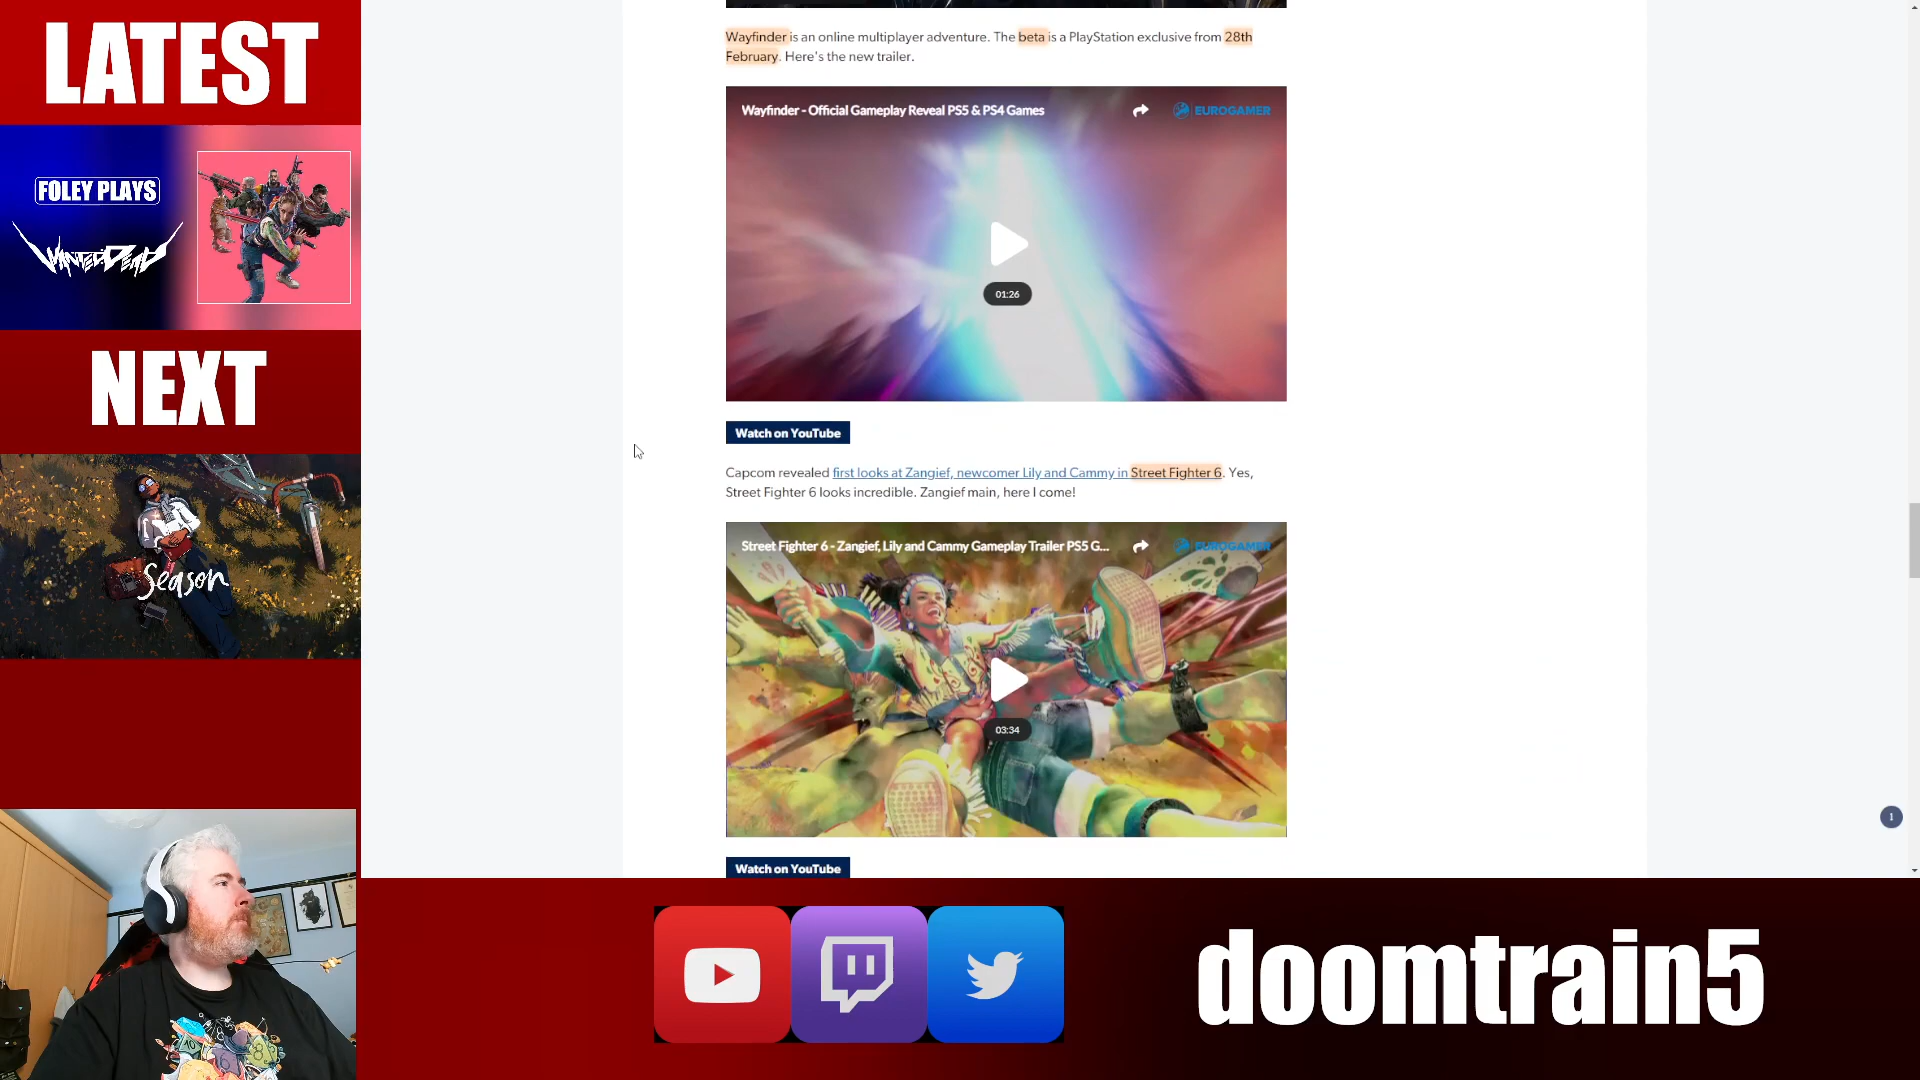 LATEST
FOLEY PLAYS
WANTED: DEAD
NEXT
Season
Wayfinder is an online multiplayer adventure. The beta is a PlayStation exclusive from 28th
February. Here's the new trailer.
Wayfinder - Official Gameplay Reveal PS5 & PS4 Games
EUROGAMER
01:26
Watch on YouTube
Capcom revealed first looks at Zangief, newcomer Lily and Cammy in Street Fighter 6. Yes,
Street Fighter 6 looks incredible. Zangief main, here I come!
Street Fighter 6 - Zangief, Lily and Cammy Gameplay Trailer PS5 G...
EUROGAMER
03:34
Watch on YouTube
1
doomtrain5